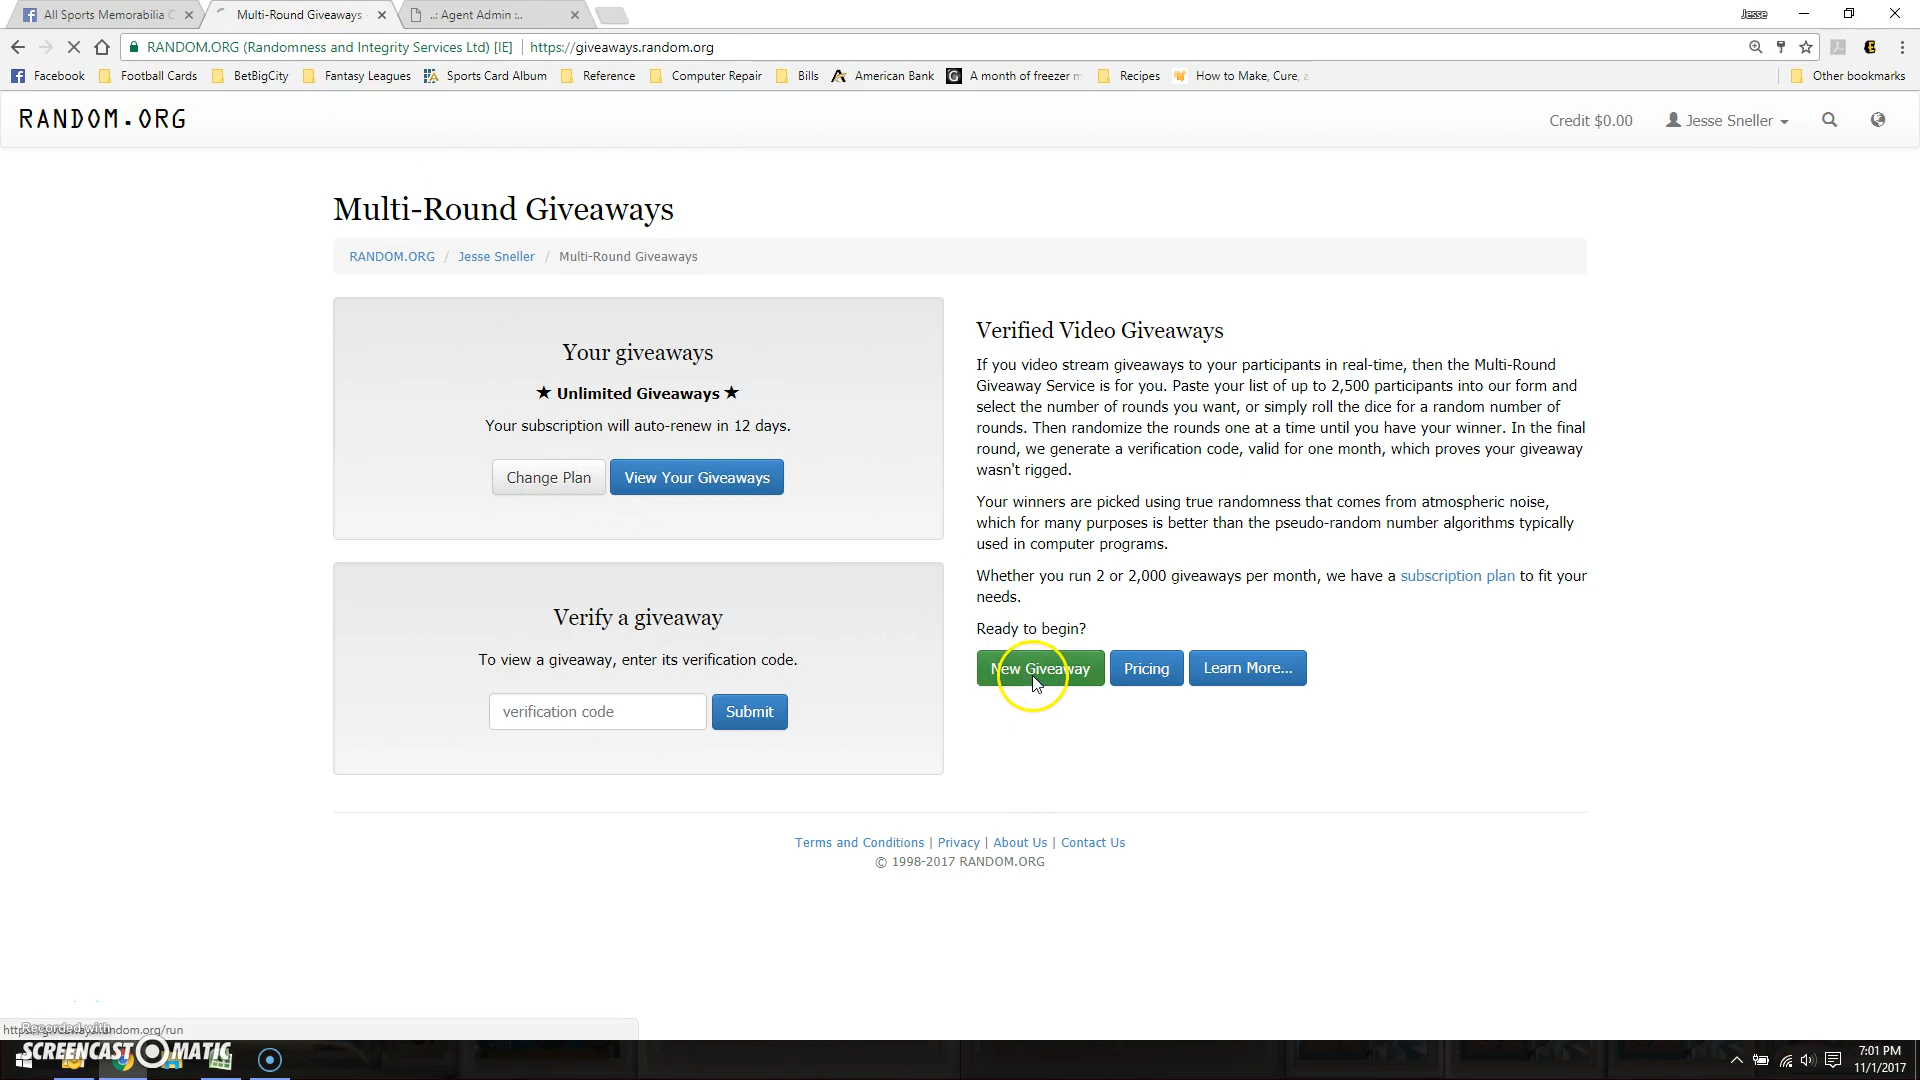 All Sports Memorabilia C
Multi-Round Giveaways
..: Agent Admin :..
Jesse
RANDOM.ORG (Randomness and Integrity Services Ltd) [IE]
https://giveaways.random.org
Facebook
Football Cards
BetBigCity
Fantasy Leagues
Sports Card Album
Reference
Computer Repair
Bills
American Bank
A month of freezer m
Recipes
How to Make, Cure, a
Other bookmarks
RANDOM.ORG
Credit $0.00
Jesse Sneller
Multi-Round Giveaways
RANDOM.ORG / Jesse Sneller / Multi-Round Giveaways
Your giveaways
★ Unlimited Giveaways ★
Your subscription will auto-renew in 12 days.
Change Plan
View Your Giveaways
Verify a giveaway
To view a giveaway, enter its verification code.
verification code
Submit
Verified Video Giveaways
If you video stream giveaways to your participants in real-time, then the Multi-Round
Giveaway Service is for you. Paste your list of up to 2,500 participants into our form and
select the number of rounds you want, or simply roll the dice for a random number of
rounds. Then randomize the rounds one at a time until you have your winner. In the final
round, we generate a verification code, valid for one month, which proves your giveaway
wasn't rigged.
Your winners are picked using true randomness that comes from atmospheric noise,
which for many purposes is better than the pseudo-random number algorithms typically
used in computer programs.
Whether you run 2 or 2,000 giveaways per month, we have a subscription plan to fit your
needs.
Ready to begin?
New Giveaway
Pricing
Learn More...
Terms and Conditions | Privacy | About Us | Contact Us
© 1998-2017 RANDOM.ORG
https://giveaways.random.org/run
Recorded with
SCREENCAST-O-MATIC
7:01 PM
11/1/2017